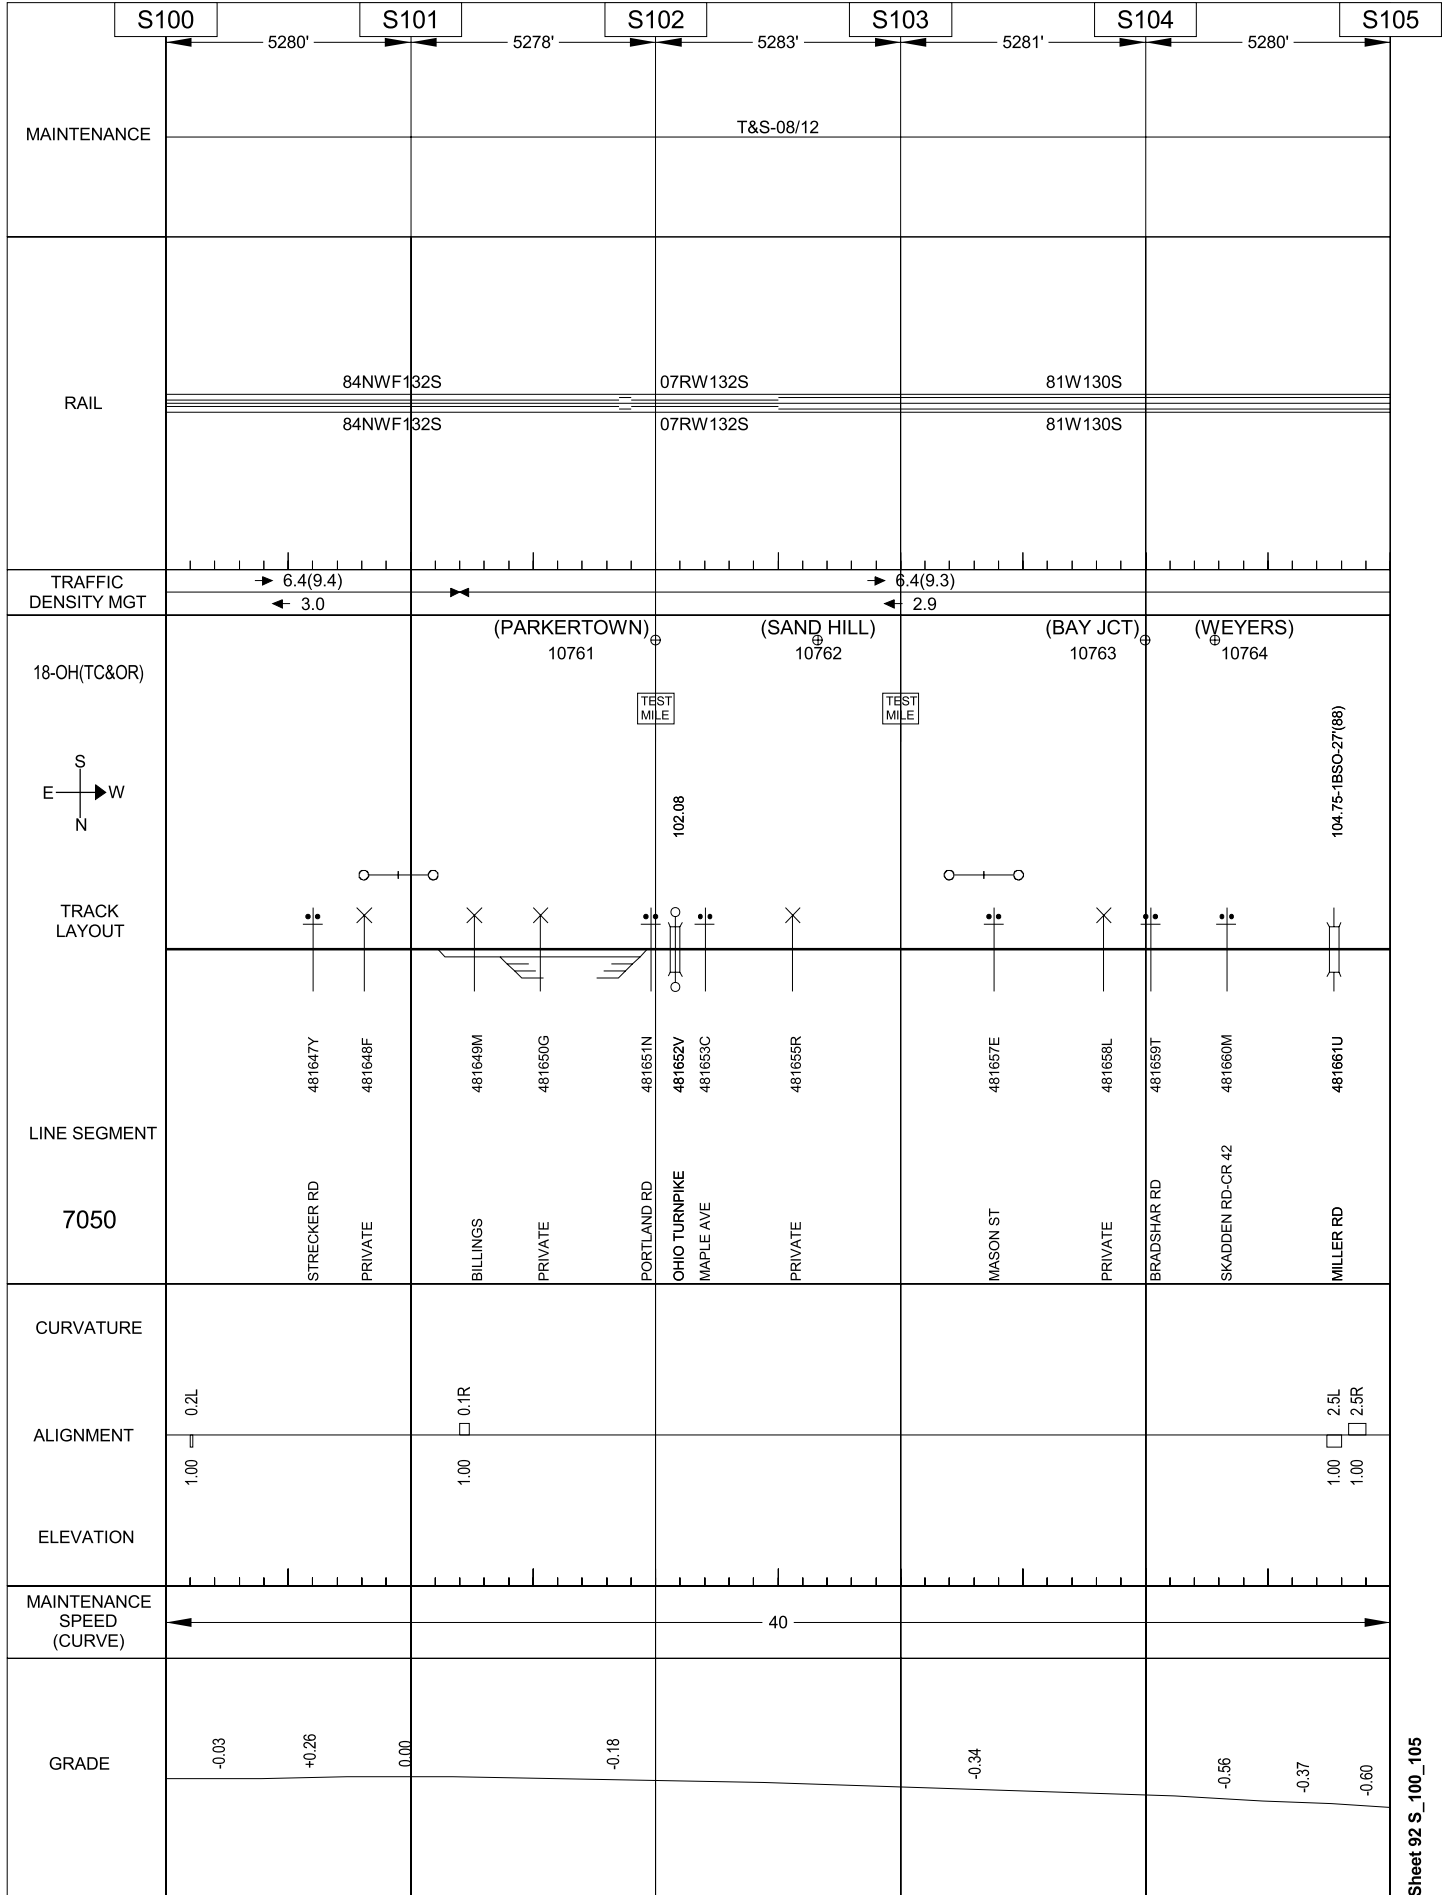 S100 S101 S102 S103 S104 S105
5280' 5278' 5283' 5281' 5280'
MAINTENANCE
T&S-08/12
RAIL
84NWF132S 07RW132S 81W130S
84NWF132S 07RW132S 81W130S
TRAFFIC
DENSITY MGT
6.4(9.4) 6.4(9.3)
3.0 2.9
(PARKERTOWN) (SAND HILL) (BAY JCT) (WEYERS)
10761 10762 10763 10764
18-OH(TC&OR)
TEST
MILE
TEST
MILE
S
E W
N
102.08
104.75-1BSO-27'(88)
TRACK
LAYOUT
481647Y
481648F
481649M
481650G
481651N
481652V
481653C
481655R
481657E
481658L
481659T
481660M
481661U
LINE SEGMENT
7050
STRECKER RD
PRIVATE
BILLINGS
PRIVATE
PORTLAND RD
OHIO TURNPIKE
MAPLE AVE
PRIVATE
MASON ST
PRIVATE
BRADSHAR RD
SKADDEN RD-CR 42
MILLER RD
CURVATURE
0.2L 0.1R 2.5L 2.5R
ALIGNMENT
1.00 1.00 1.00 1.00
ELEVATION
MAINTENANCE
SPEED
(CURVE)
40
GRADE
-0.03 +0.26 0.00 -0.18 -0.34 -0.56 -0.37 -0.60
Sheet 92 S_100_105